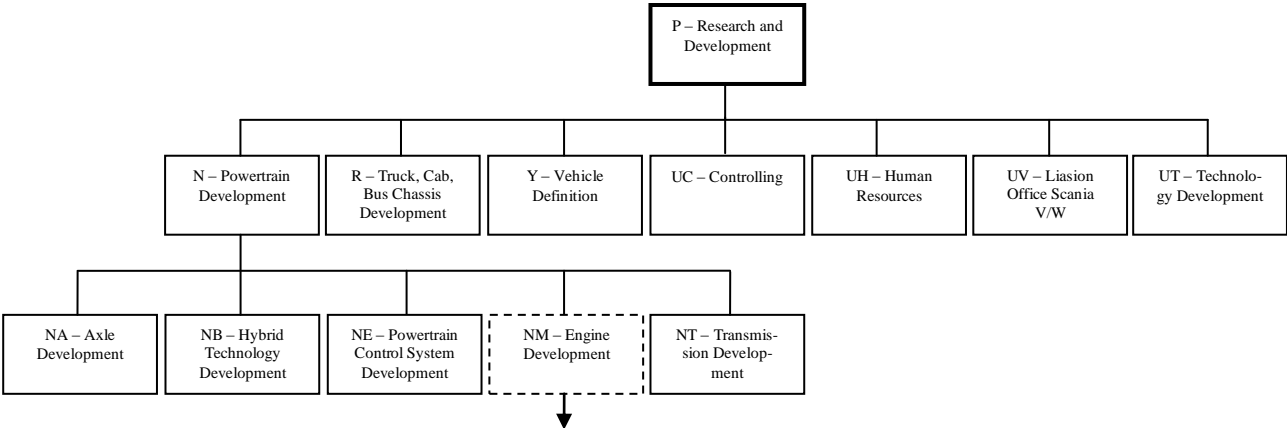 P – Research and
Development
N – Powertrain
Development
R – Truck, Cab,
Bus Chassis
Development
Y – Vehicle
Definition
UC – Controlling
UH – Human
Resources
UV – Liasion
Office Scania
V/W
UT – Technolo-
gy Development
NA – Axle
Development
NB – Hybrid
Technology
Development
NE – Powertrain
Control System
Development
NM – Engine
Development
NT – Transmis-
sion Develop-
ment